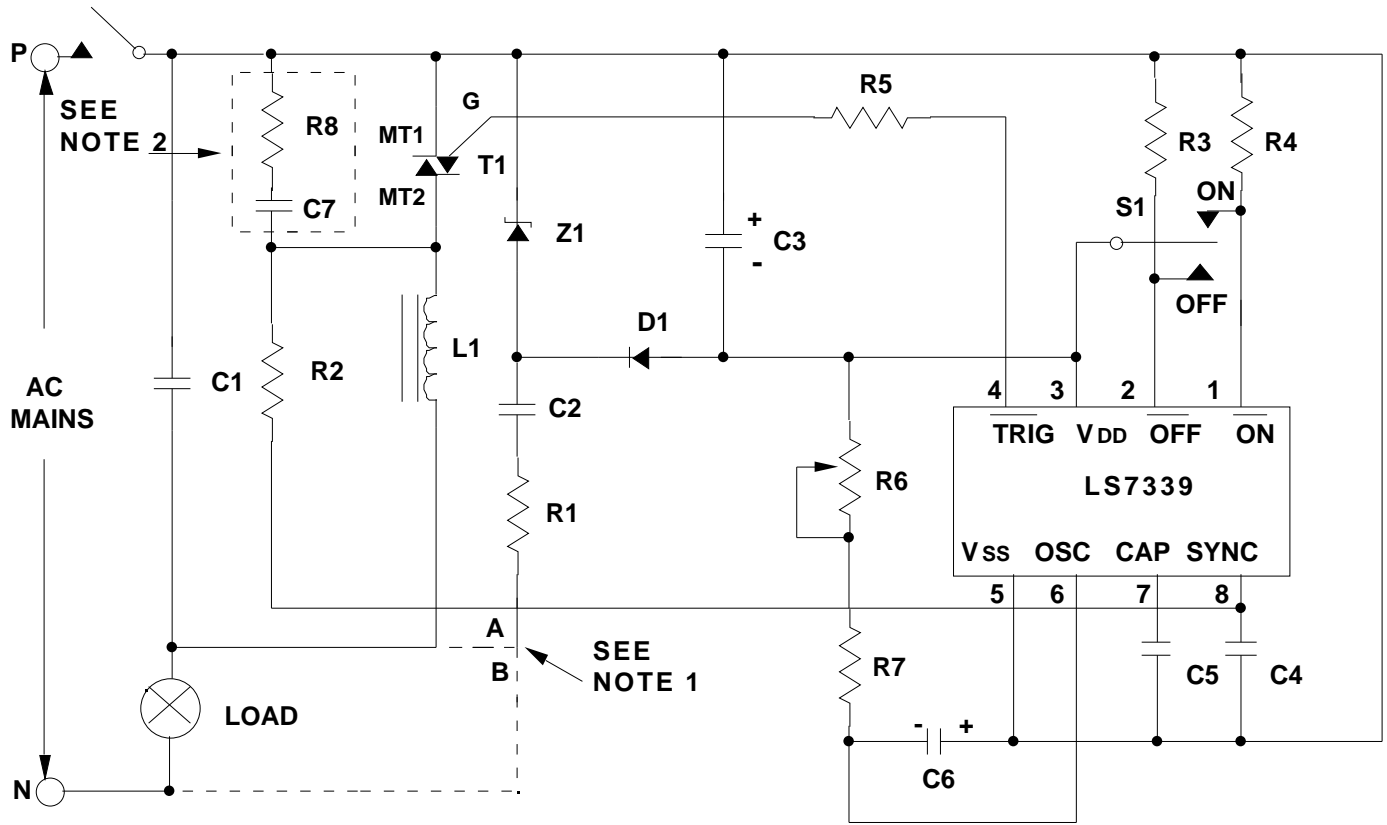 P
SEE
NOTE 2
R8
C7
MT1
MT2
G
T1
Z1
R5
C3
+
-
R3
R4
S1
ON
OFF
AC
MAINS
C1
R2
L1
D1
C2
R1
R6
4 3 2 1
TRIG VDD OFF ON
LS7339
VSS OSC CAP SYNC
5 6 7 8
A
B
SEE
NOTE 1
R7
C5
C4
LOAD
- +
C6
N